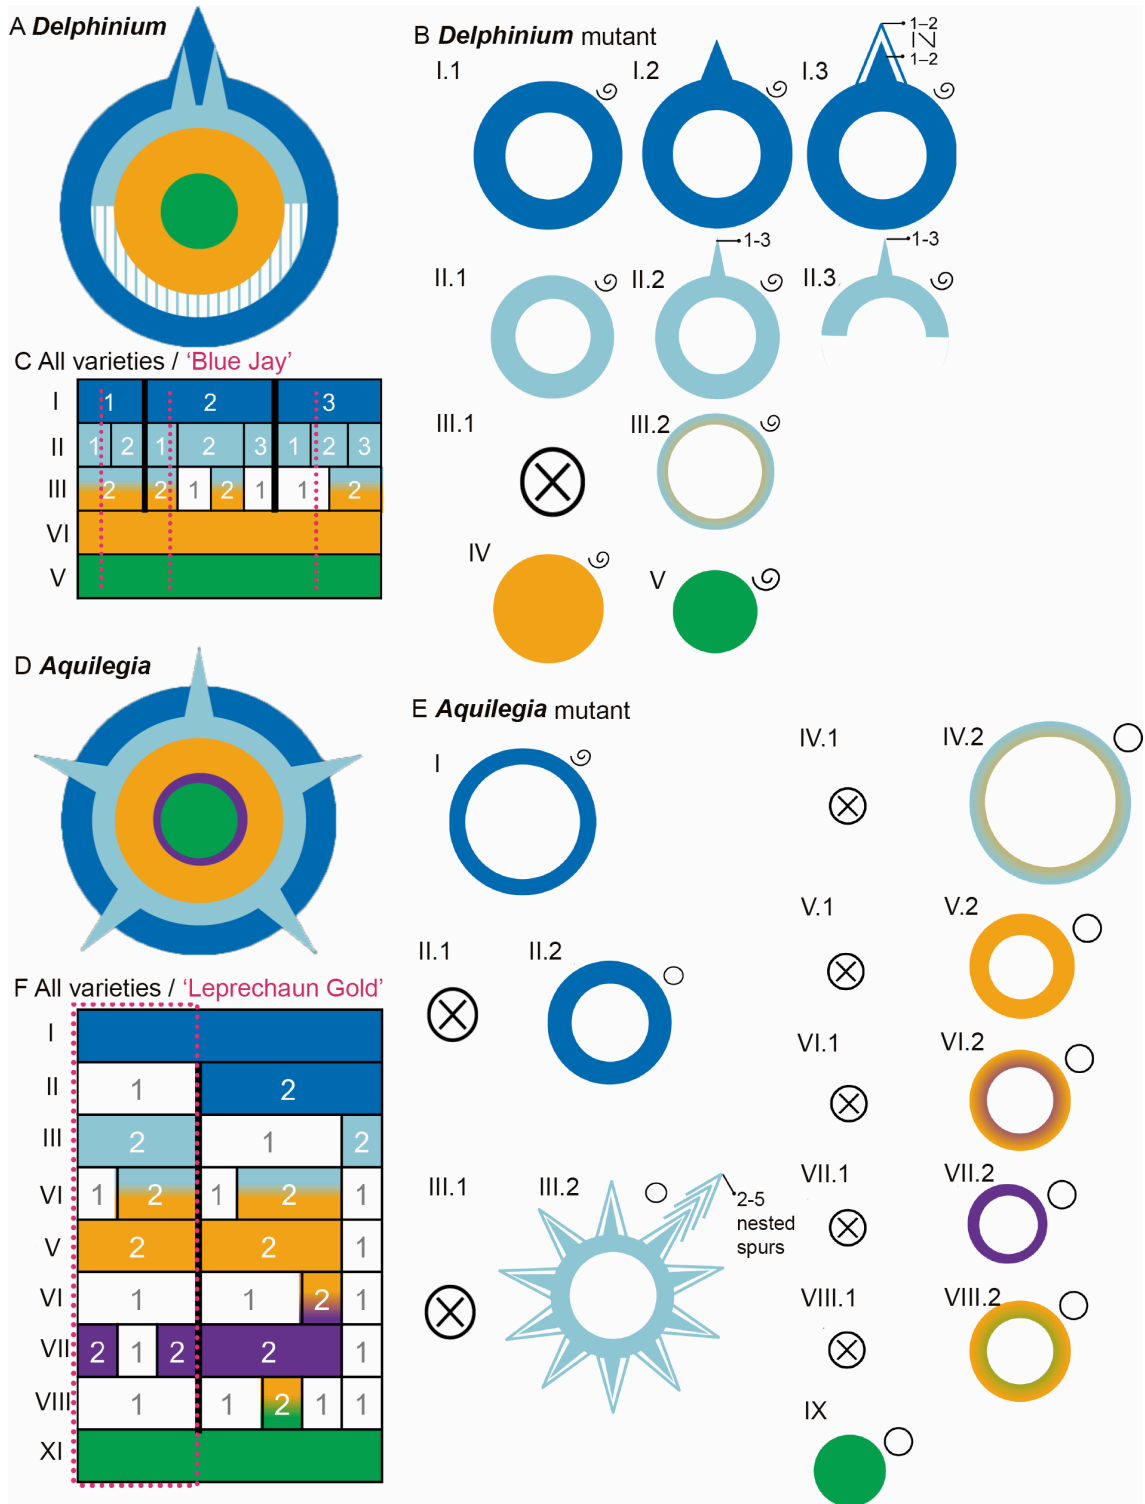 A Delphinium
B Delphinium mutant
I.1
I.2
I.3
1–2
IZ
1–2
II.1
II.2
1-3
II.3
1-3
C All varieties / 'Blue Jay'
I 1 2 3
II 1 2 1 2 3 1 2 3
III 2 2 1 2 1 1 2
VI
V
III.1
III.2
IV
V
D Aquilegia
E Aquilegia mutant
I
II.1
II.2
III.1
III.2
2-5
nested
spurs
IV.1
IV.2
V.1
V.2
VI.1
VI.2
VII.1
VII.2
VIII.1
VIII.2
IX
F All varieties / 'Leprechaun Gold'
I
II 1 2
III 2 1 2
VI 1 2 1 2 1
V 2 2 1
VI 1 1 2 1
VII 2 1 2 2 1
VIII 1 1 2 1 1
XI